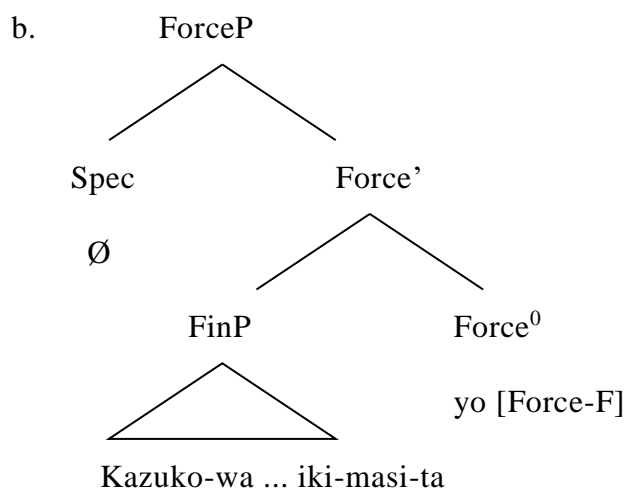 b. ForceP
Spec Force’
Ø
FinP Force⁰
yo [Force-F]
Kazuko-wa ... iki-masi-ta